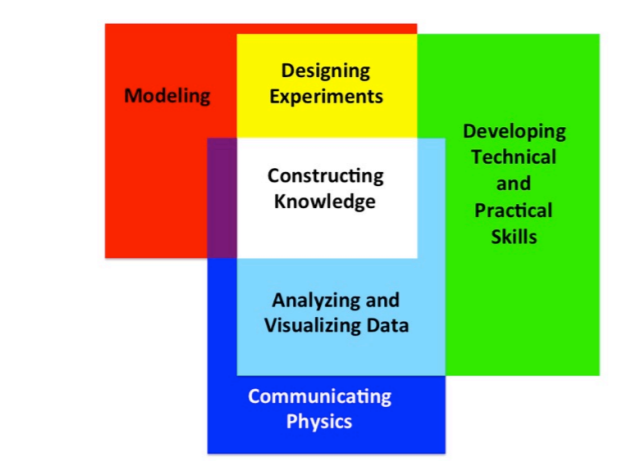 Modeling
Designing
Experiments
Developing
Technical
and
Practical
Skills
Constructing
Knowledge
Analyzing and
Visualizing Data
Communicating
Physics